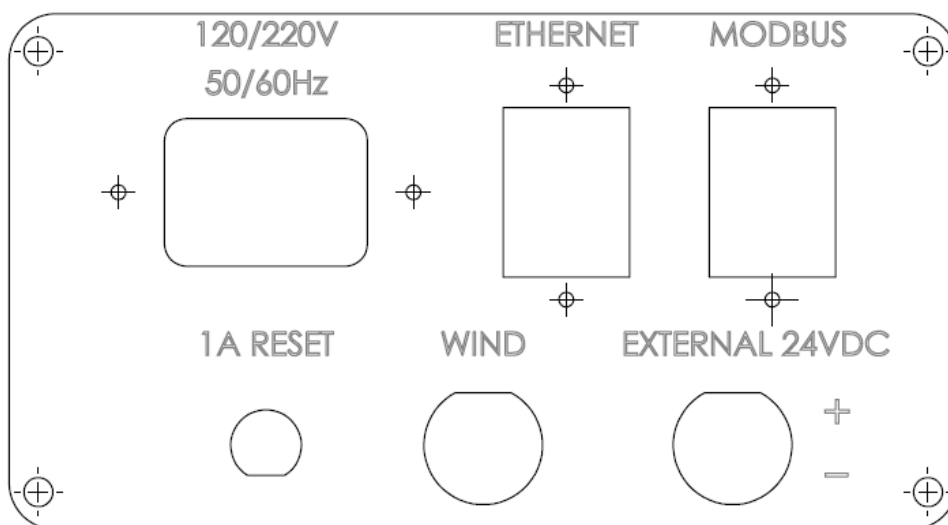 120/220V
50/60Hz
ETHERNET
MODBUS
1A RESET
WIND
EXTERNAL 24VDC
+
−